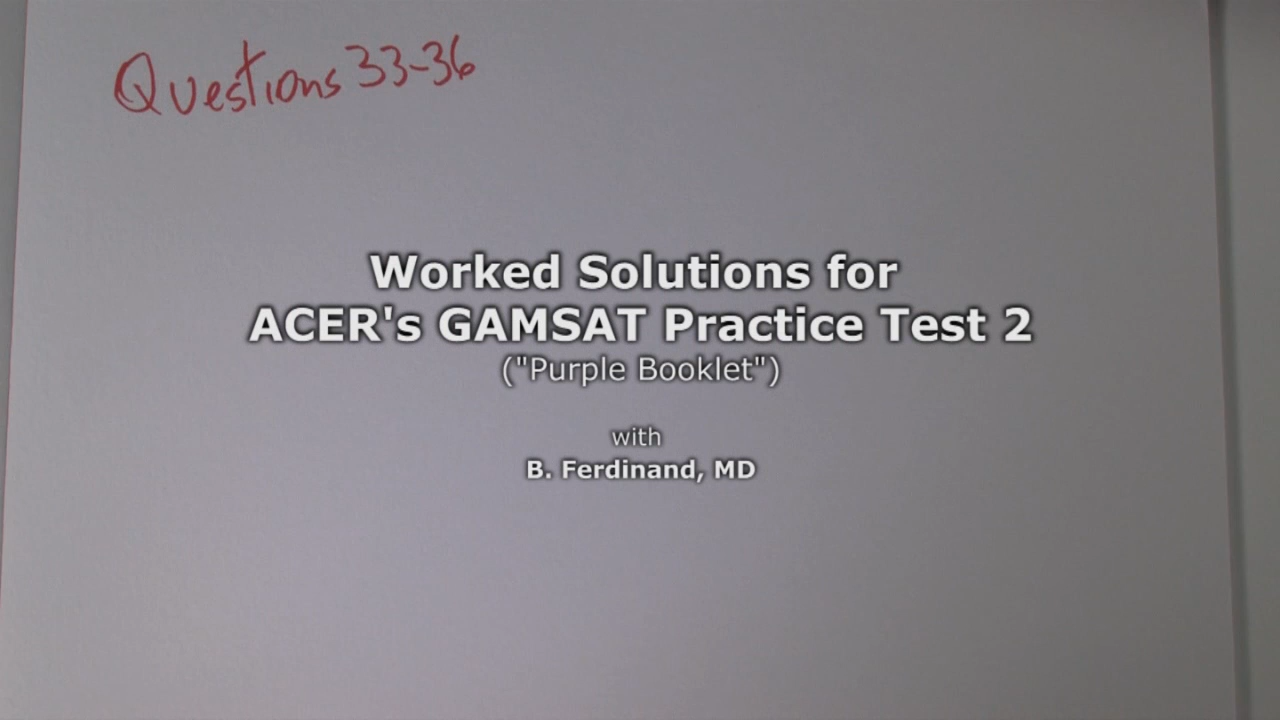 Questions 33-36
Worked Solutions for
ACER's GAMSAT Practice Test 2
("Purple Booklet")
with
B. Ferdinand, MD